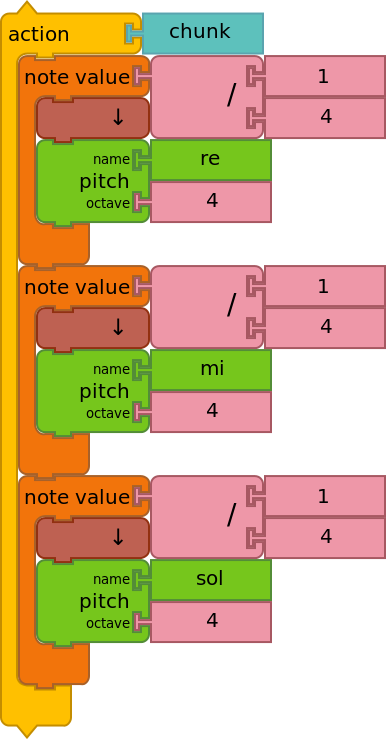 action chunk
note value / 1
4
↓
name re
pitch
octave 4
note value / 1
4
↓
name mi
pitch
octave 4
note value / 1
4
↓
name sol
pitch
octave 4